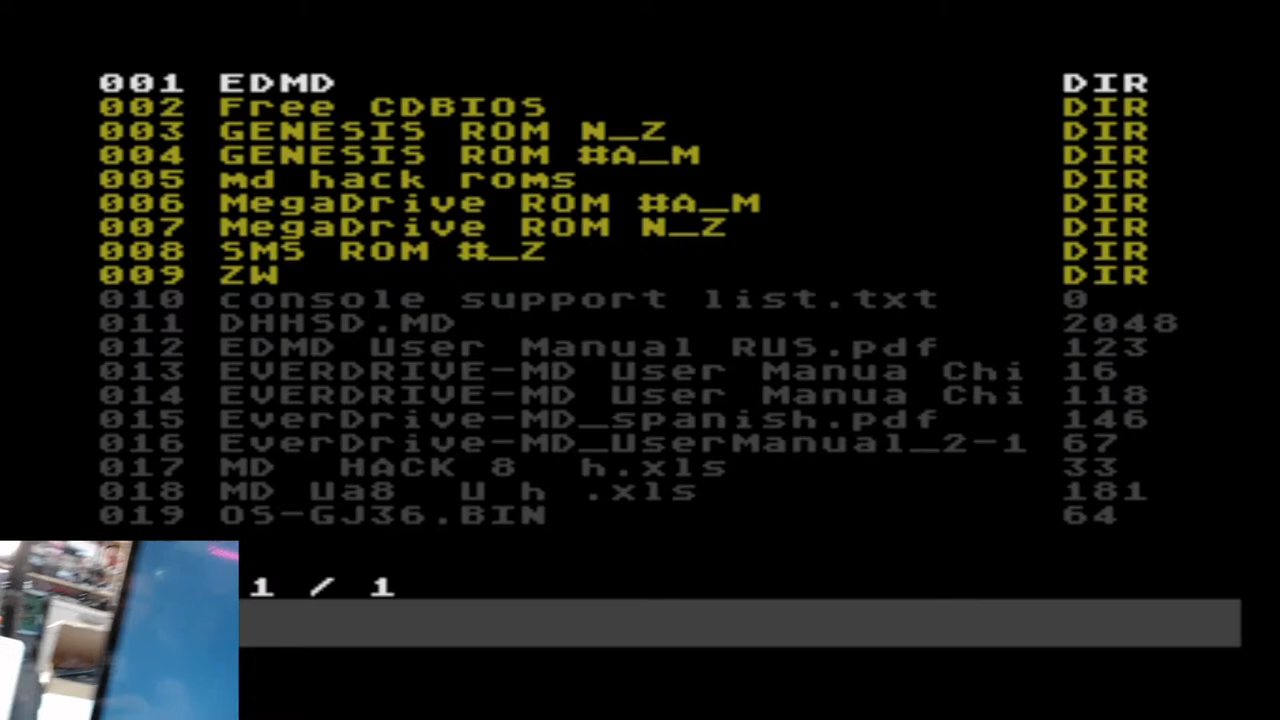 001 EDMD DIR
002 Free CDBIOS DIR
003 GENESIS ROM N_Z DIR
004 GENESIS ROM #A_M DIR
005 md hack roms DIR
006 MegaDrive ROM #A_M DIR
007 MegaDrive ROM N_Z DIR
008 SMS ROM #_Z DIR
009 ZW DIR
010 console support list.txt 0
011 DHHSD.MD 2048
012 EDMD User Manual RUS.pdf 123
013 EVERDRIVE-MD User Manua Chi 16
014 EVERDRIVE-MD User Manua Chi 118
015 EverDrive-MD_spanish.pdf 146
016 EverDrive-MD_UserManual_2-1 67
017 MD HACK 8 h.xls 33
018 MD Ua8 U h .xls 181
019 OS-GJ36.BIN 64
1 / 1